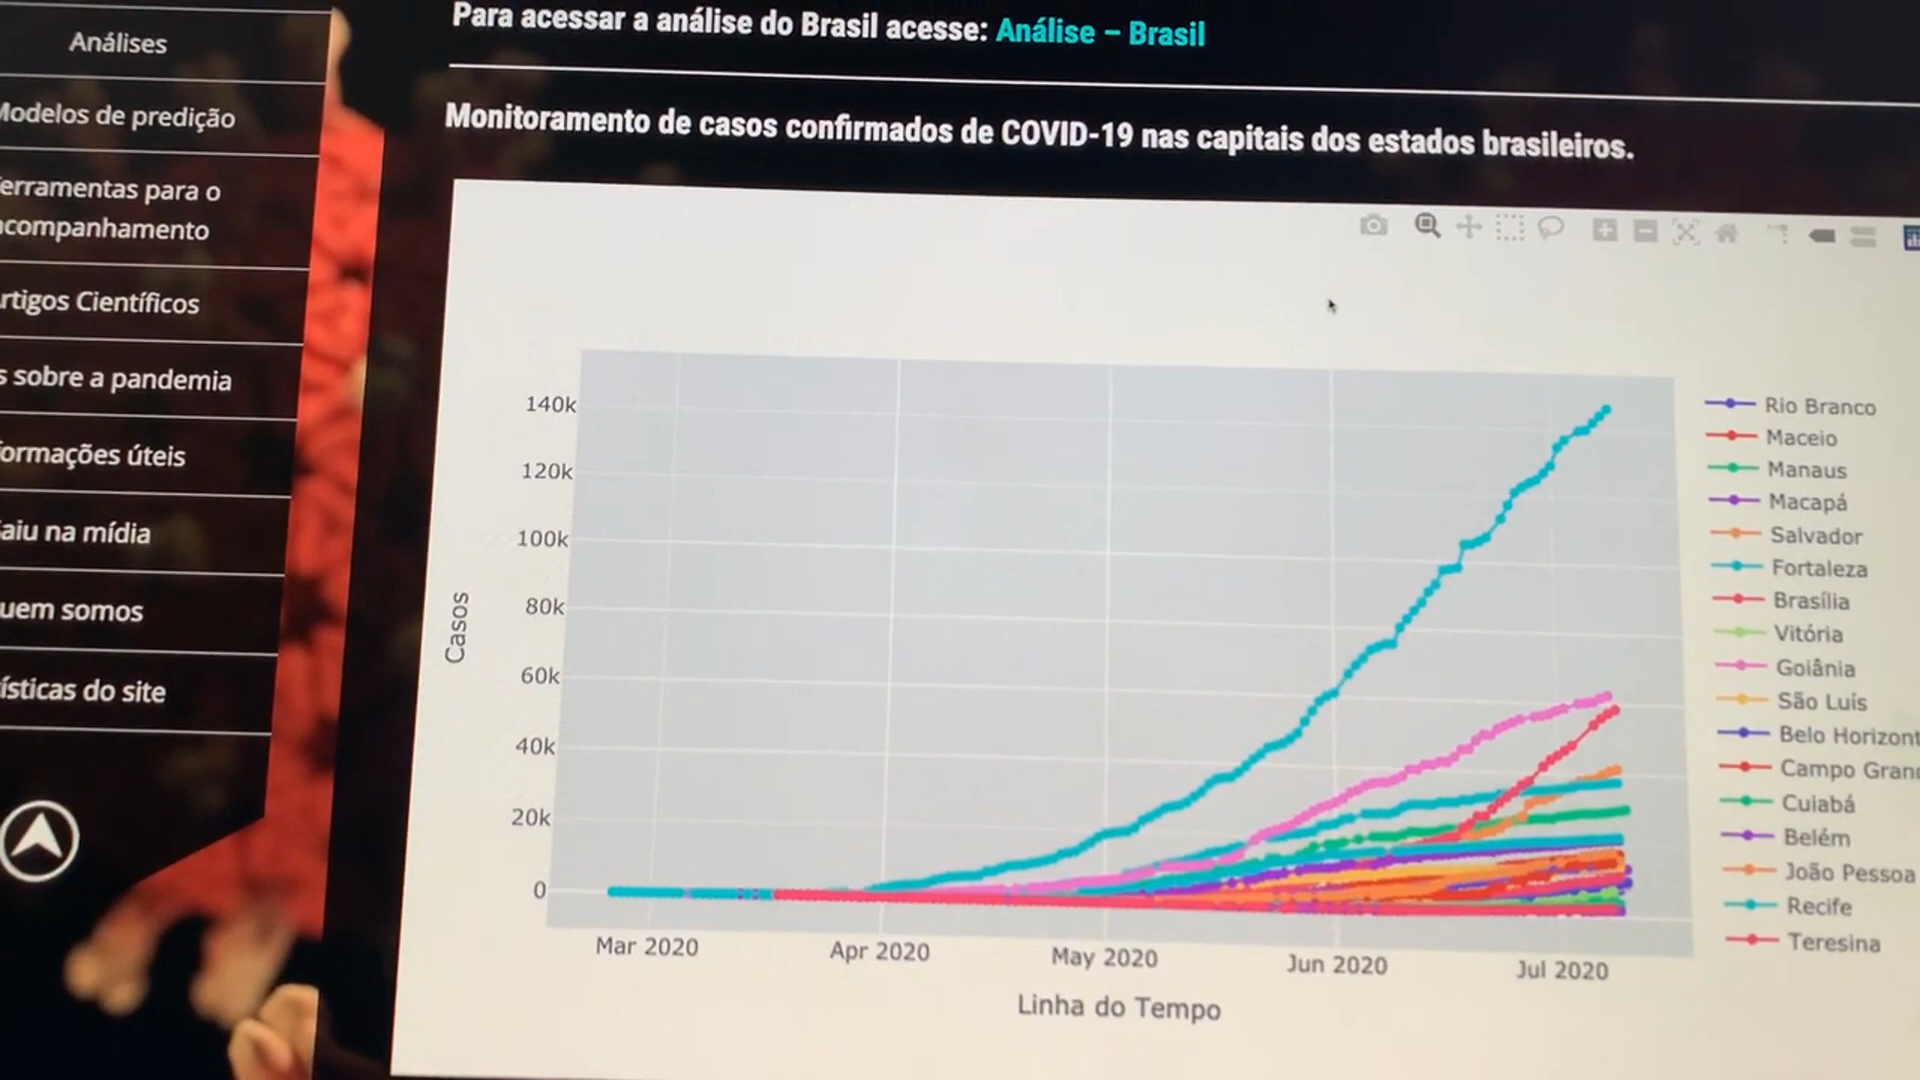 Análises
Modelos de predição
erramentas para o
companhamento
rtigos Científicos
s sobre a pandemia
ormações úteis
aiu na mídia
uem somos
ísticas do site
Para acessar a análise do Brasil acesse: Análise – Brasil
Monitoramento de casos confirmados de COVID-19 nas capitais dos estados brasileiros.
140k
120k
100k
80k
60k
40k
20k
0
Casos
Mar 2020
Apr 2020
May 2020
Jun 2020
Jul 2020
Linha do Tempo
Rio Branco
Maceio
Manaus
Macapá
Salvador
Fortaleza
Brasília
Vitória
Goiânia
São Luís
Belo Horizont
Campo Grand
Cuiabá
Belém
João Pessoa
Recife
Teresina